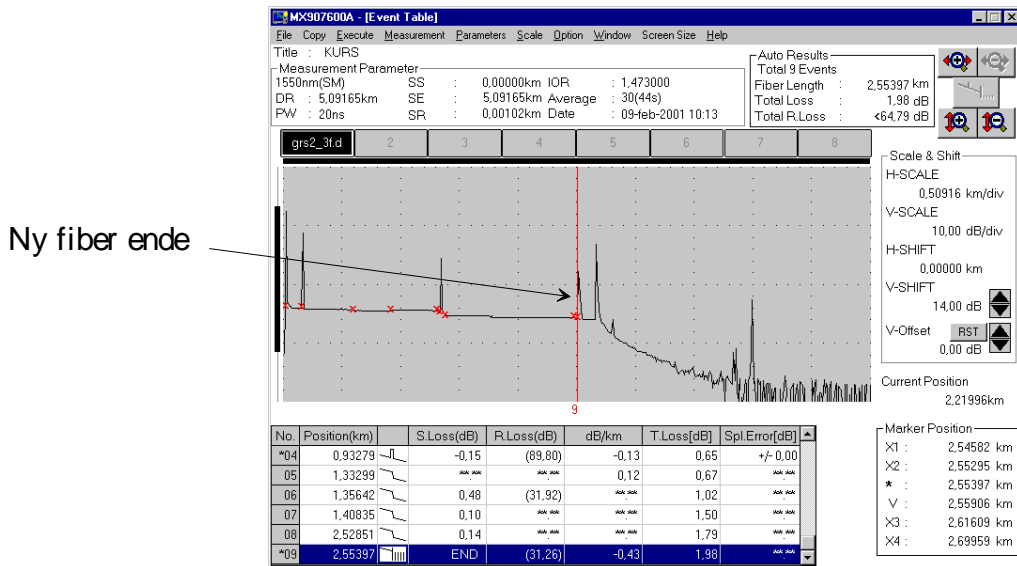 MX907600A - [Event Table]
File Copy Execute Measurement Parameters Scale Option Window Screen Size Help
Title : KURS
Measurement Parameter
1550nm(SM) SS : 0,00000km IOR : 1,473000
DR : 5,09165km SE : 5,09165km Average : 30(44s)
PW : 20ns SR : 0,00102km Date : 09-feb-2001 10:13
Auto Results
Total 9 Events
Fiber Length : 2,55397 km
Total Loss : 1,98 dB
Total R.Loss : <64,79 dB
grs2_3f.d 2 3 4 5 6 7 8
Ny fiber ende
9
Scale & Shift
H-SCALE
0,50916 km/div
V-SCALE
10,00 dB/div
H-SHIFT
0,00000 km
V-SHIFT
14,00 dB
V-Offset RST
0,00 dB
Current Position
2,21996km
Marker Position
X1 : 2,54582 km
X2 : 2,55295 km
* : 2,55397 km
V : 2,55906 km
X3 : 2,61609 km
X4 : 2,69959 km
No. Position(km) S.Loss(dB) R.Loss(dB) dB/km T.Loss[dB] Spl.Error[dB]
*04 0,93279 -0,15 (89,80) -0,13 0,65 +/- 0,00
05 1,33299 **.** **.** 0,12 0,67 **.**
06 1,35642 0,48 (31,92) **.** 1,02 **.**
07 1,40835 0,10 **.** **.** 1,50 **.**
08 2,52851 0,14 **.** **.** 1,79 **.**
*09 2,55397 END (31,26) -0,43 1,98 **.**